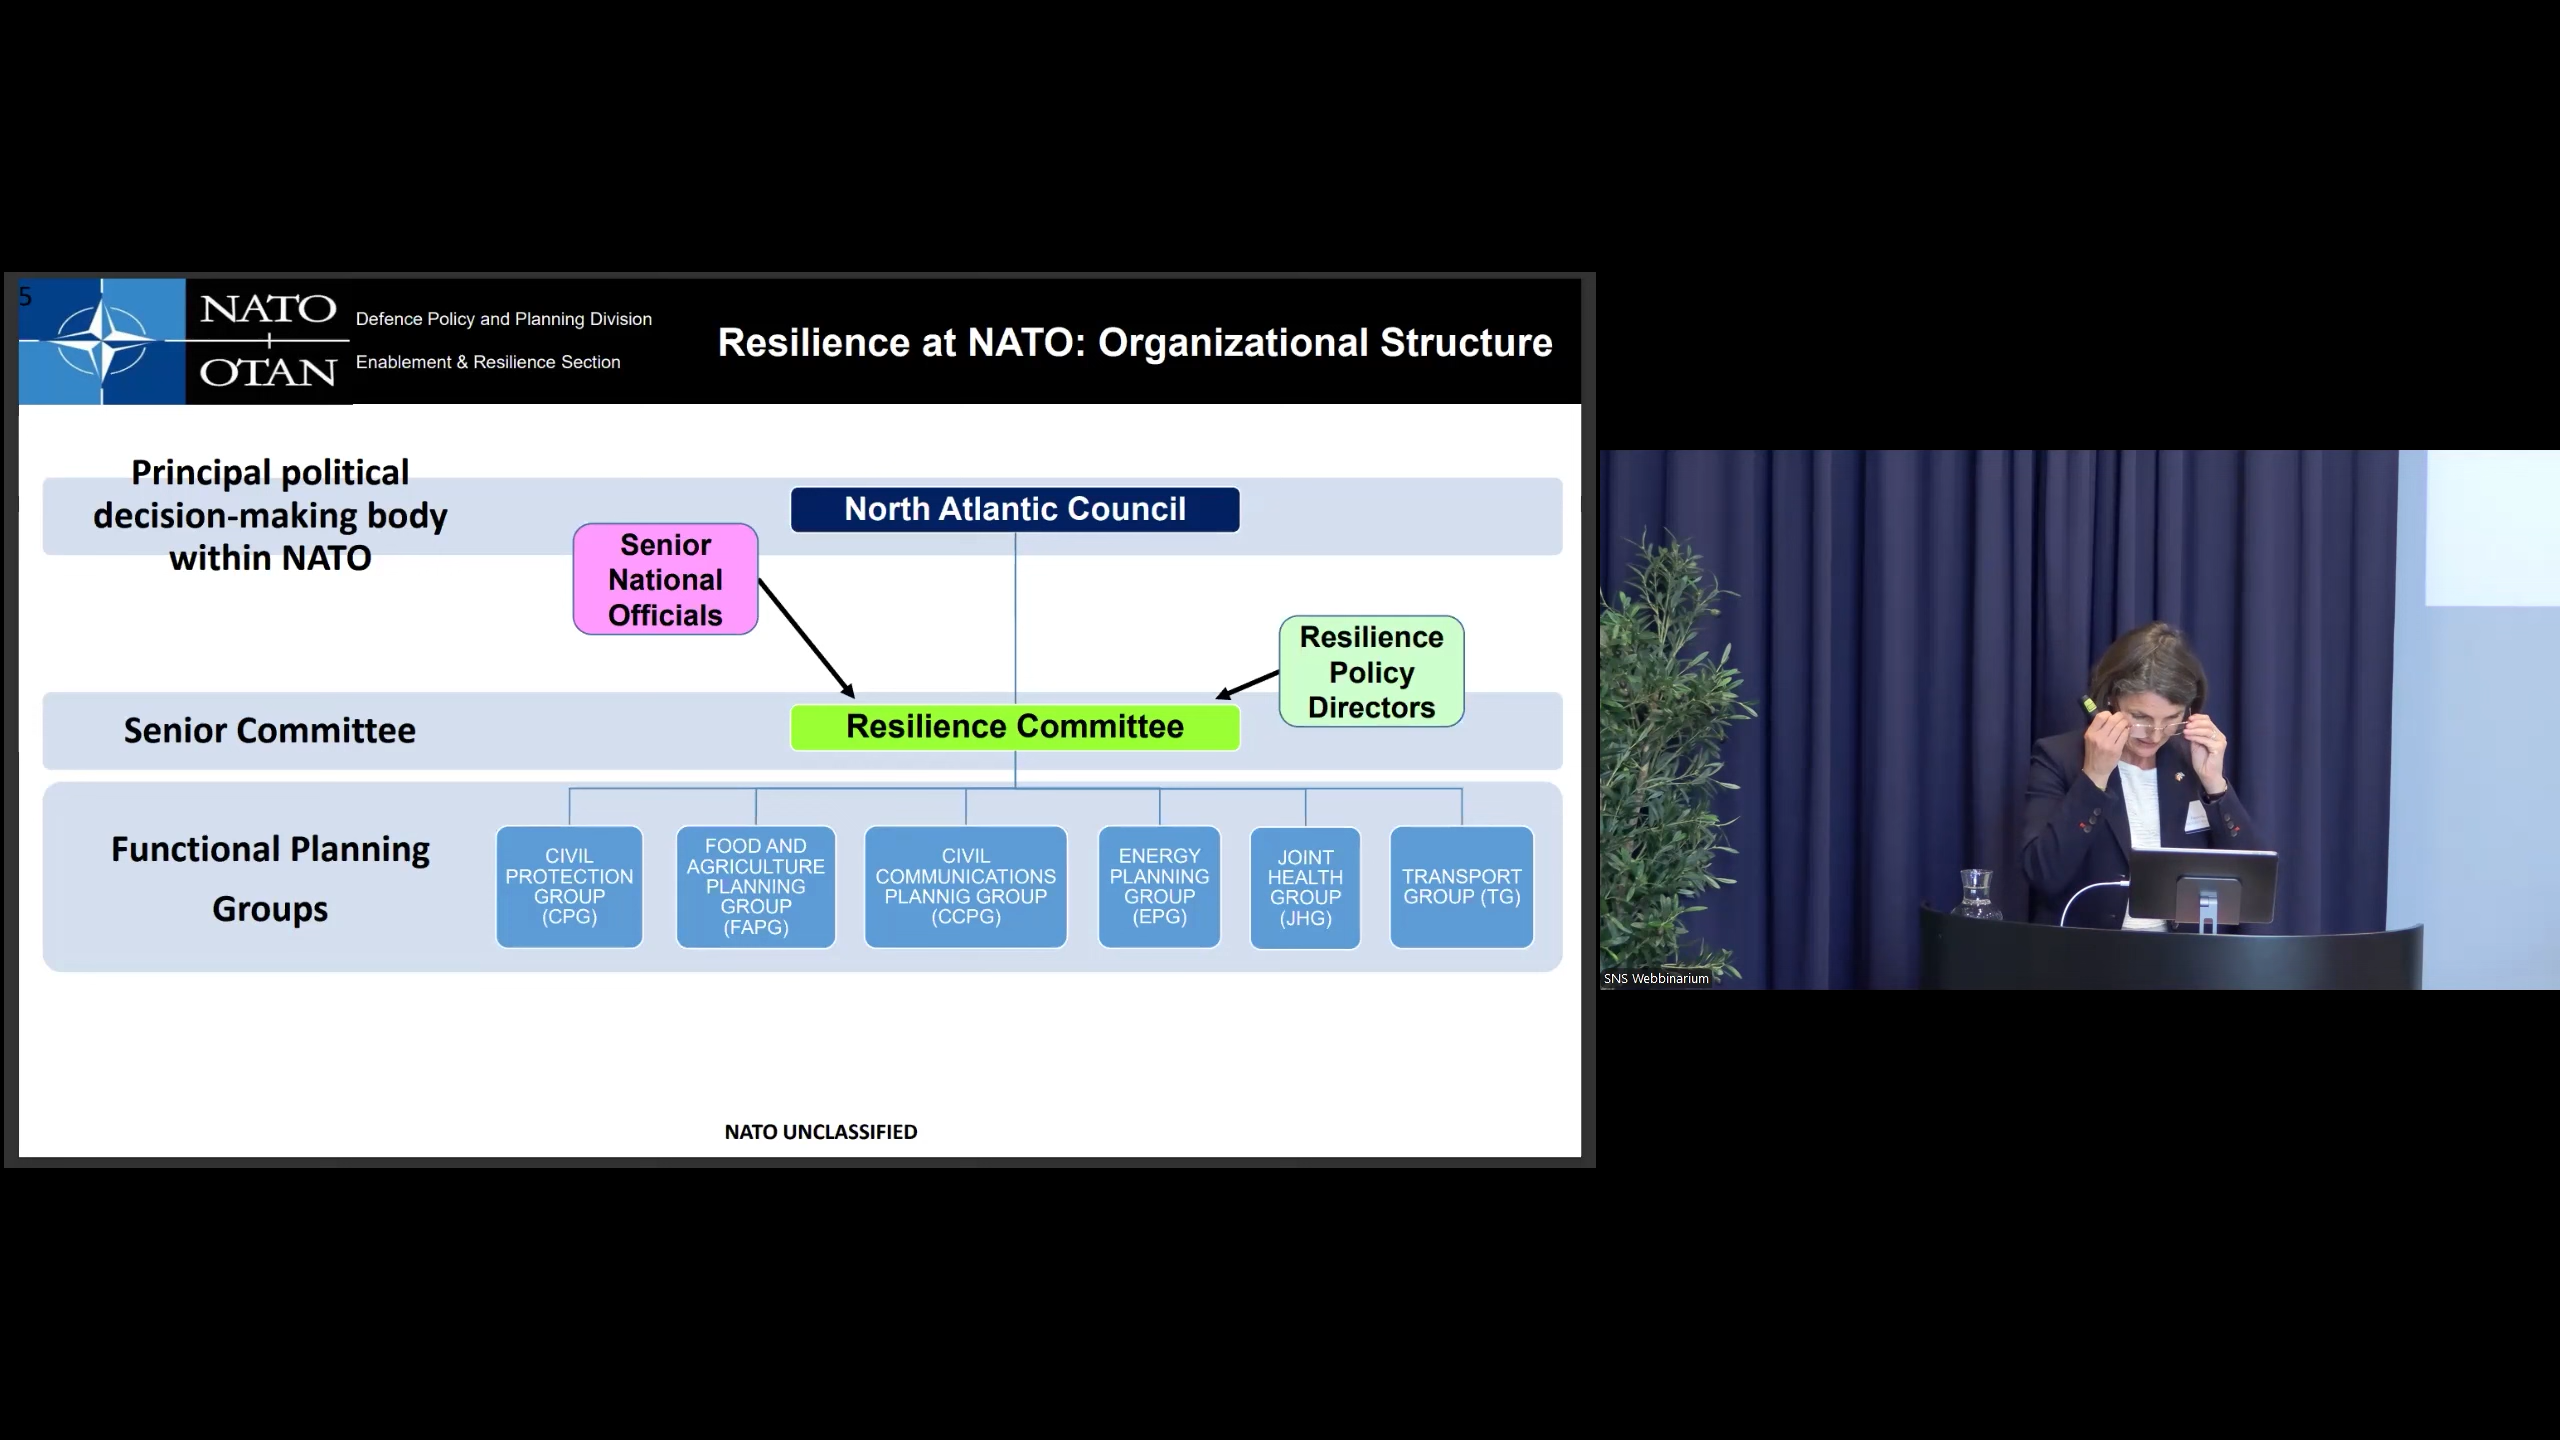 5
NATO
OTAN
Defence Policy and Planning Division
Enablement & Resilience Section
Resilience at NATO: Organizational Structure
Principal political
decision-making body
within NATO
North Atlantic Council
Senior
National
Officials
Resilience
Policy
Directors
Senior Committee
Resilience Committee
Functional Planning
Groups
CIVIL
PROTECTION
GROUP
(CPG)
FOOD AND
AGRICULTURE
PLANNING
GROUP
(FAPG)
CIVIL
COMMUNICATIONS
PLANNIG GROUP
(CCPG)
ENERGY
PLANNING
GROUP
(EPG)
JOINT
HEALTH
GROUP
(JHG)
TRANSPORT
GROUP (TG)
NATO UNCLASSIFIED
SNS Webbinarium